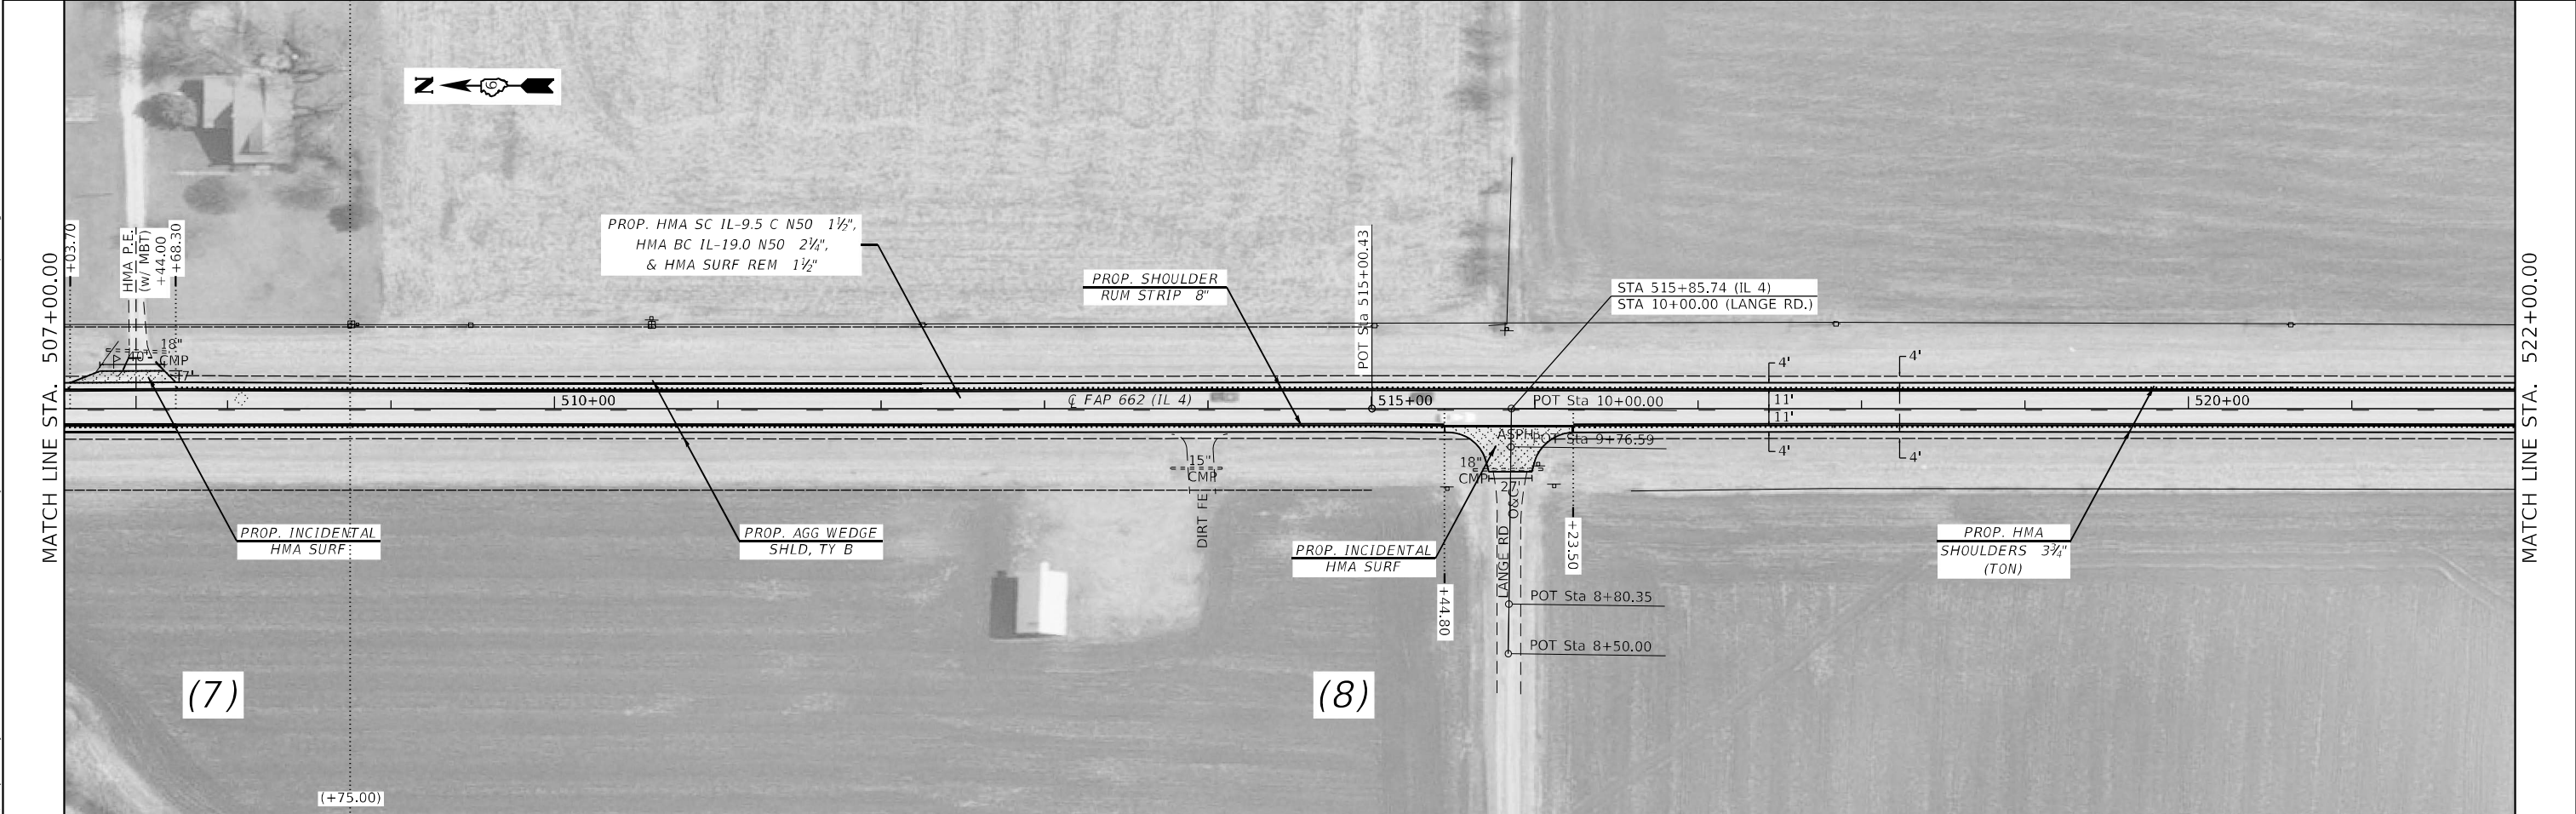 MATCH LINE STA. 507+00.00
+03.70
HMA P.E.
(w/ MBT)
+44.00
+68.30
N
PROP. HMA SC IL-9.5 C N50 1½",
HMA BC IL-19.0 N50 2¼",
& HMA SURF REM 1½"
PROP. SHOULDER
RUM STRIP 8"
POT Sta 515+00.43
STA 515+85.74 (IL 4)
STA 10+00.00 (LANGE RD.)
MATCH LINE STA. 522+00.00
18"
CMP
40'
7'
4'
4'
510+00
℄ FAP 662 (IL 4)
515+00
POT Sta 10+00.00
11'
520+00
11'
ASPH
POT Sta 9+76.59
4'
4'
15"
CMP
18"
CMP
27'
O&C
DIRT FE
LANGE RD
PROP. INCIDENTAL
HMA SURF
PROP. AGG WEDGE
SHLD, TY B
PROP. INCIDENTAL
HMA SURF
+44.80
+23.50
PROP. HMA
SHOULDERS 3¾"
(TON)
POT Sta 8+80.35
POT Sta 8+50.00
(7)
(8)
(+75.00)